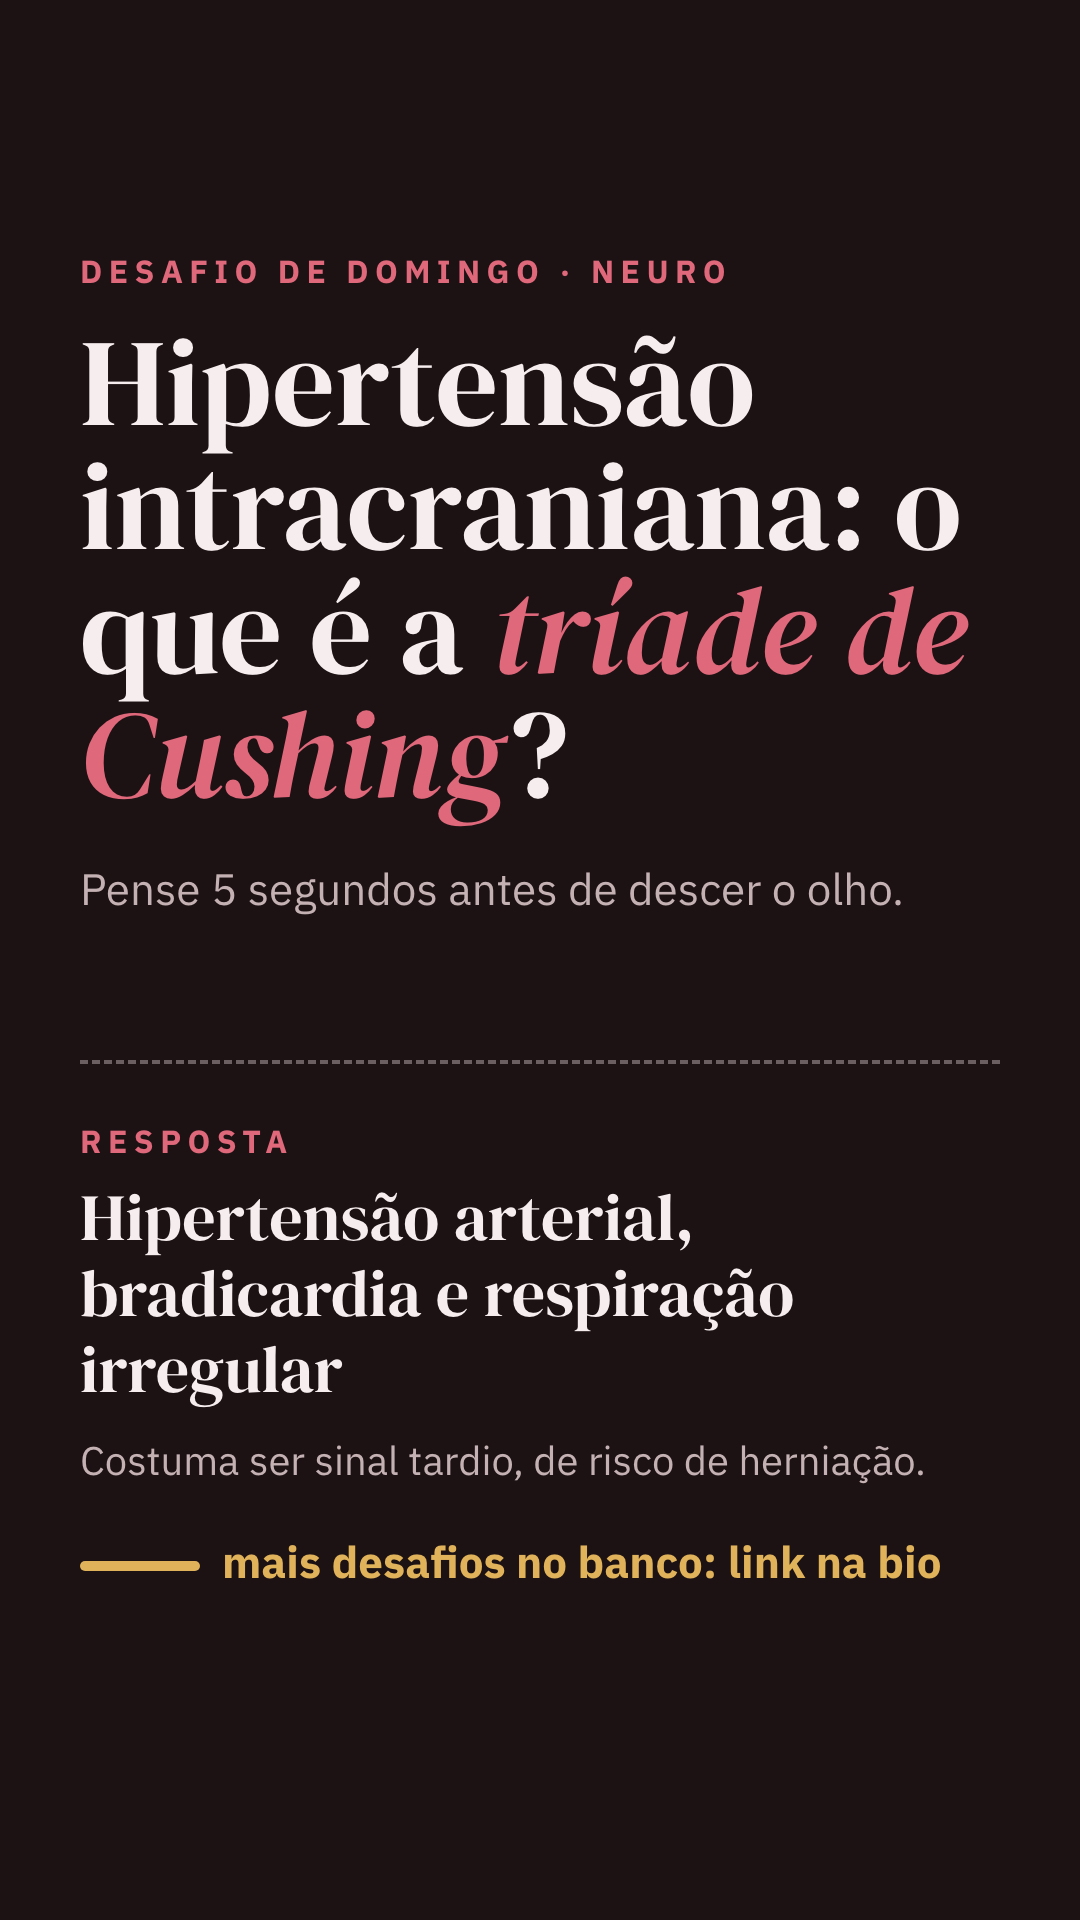 DESAFIO DE DOMINGO · NEURO
Hipertensão
intracraniana: o
que é a tríade de
Cushing?
Pense 5 segundos antes de descer o olho.
RESPOSTA
Hipertensão arterial,
bradicardia e respiração
irregular
Costuma ser sinal tardio, de risco de herniação.
mais desafios no banco: link na bio